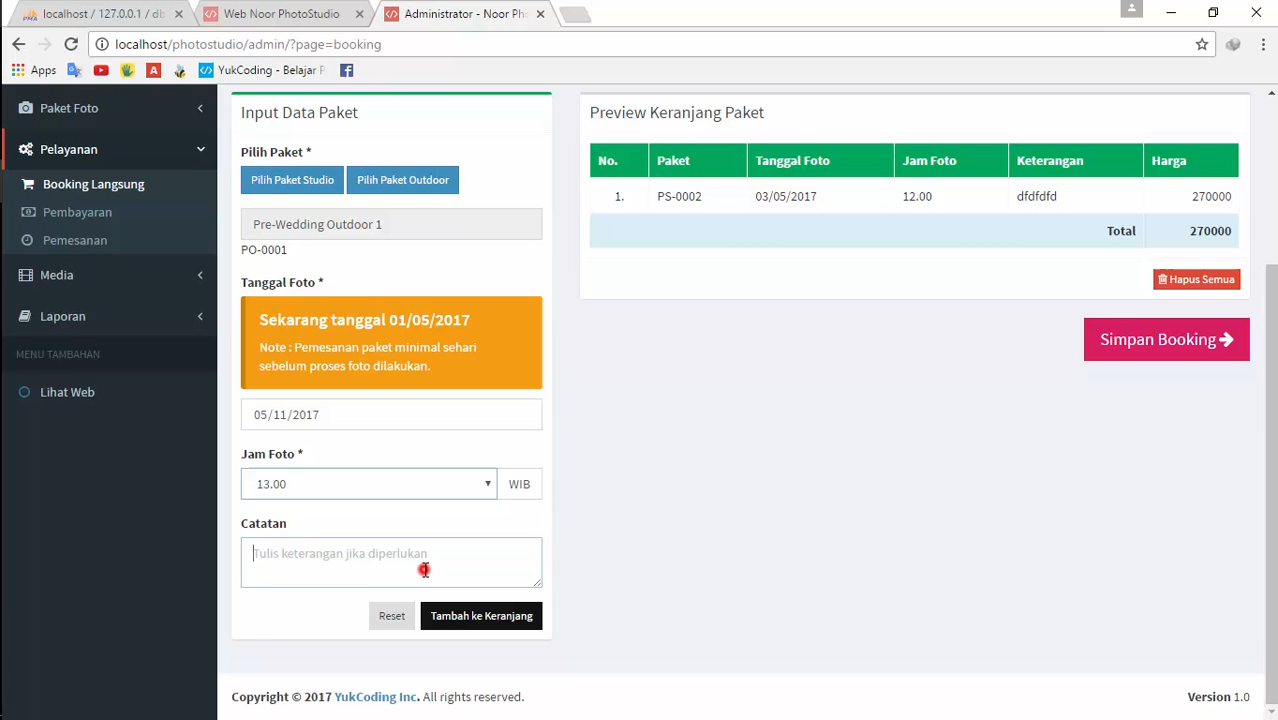 localhost / 127.0.0.1 / db
Web Noor PhotoStudio
Administrator - Noor Pho
localhost/photostudio/admin/?page=booking
Apps
YukCoding - Belajar P
Paket Foto
Pelayanan
Booking Langsung
Pembayaran
Pemesanan
Media
Laporan
MENU TAMBAHAN
Lihat Web
Input Data Paket
Pilih Paket *
Pilih Paket Studio
Pilih Paket Outdoor
Pre-Wedding Outdoor 1
PO-0001
Tanggal Foto *
Sekarang tanggal 01/05/2017
Note : Pemesanan paket minimal sehari
sebelum proses foto dilakukan.
05/11/2017
Jam Foto *
13.00
WIB
Catatan
Tulis keterangan jika diperlukan
Reset
Tambah ke Keranjang
Preview Keranjang Paket
No. Paket Tanggal Foto Jam Foto Keterangan Harga
1. PS-0002 03/05/2017 12.00 dfdfdfd 270000
Total 270000
Hapus Semua
Simpan Booking
Copyright © 2017 YukCoding Inc. All rights reserved.
Version 1.0